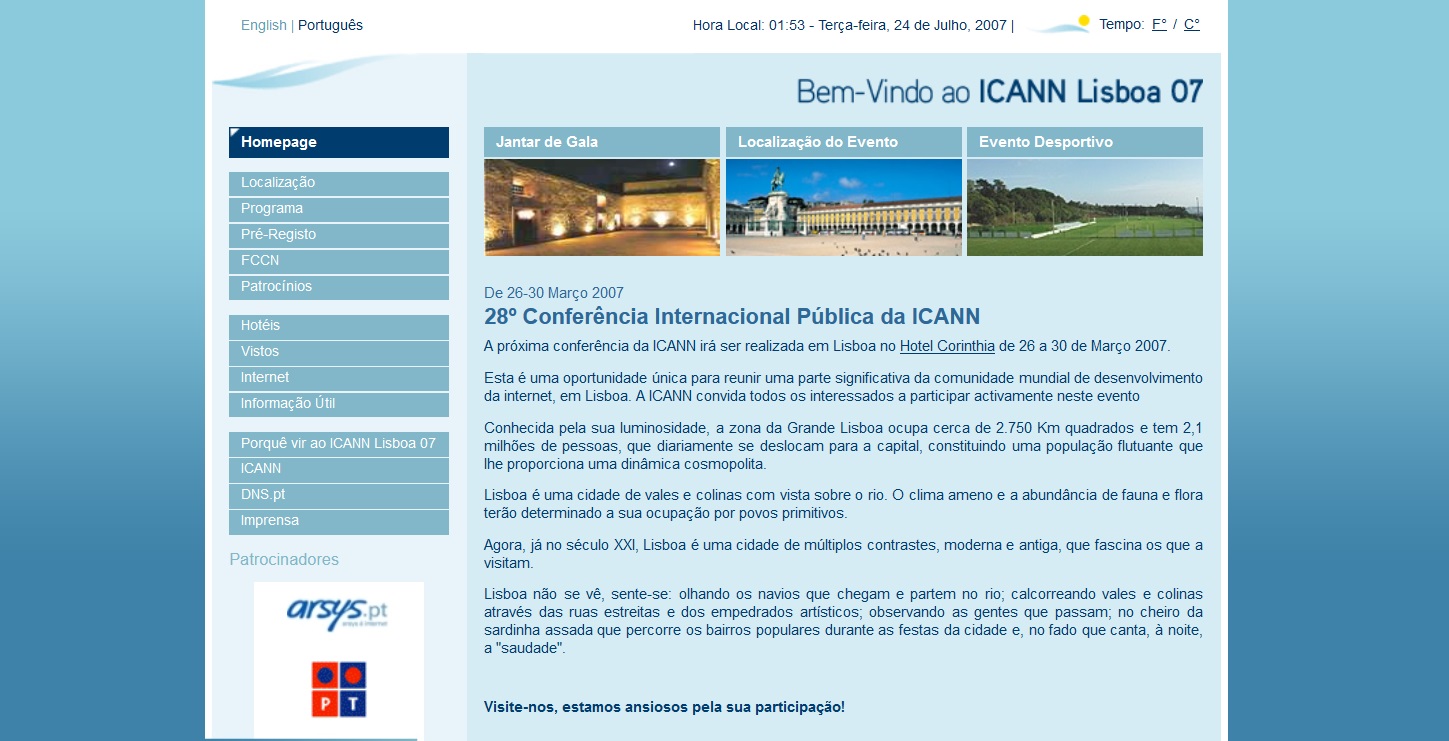 English | Português
Hora Local: 01:53 - Terça-feira, 24 de Julho, 2007 |
Tempo: F° / C°
Bem-Vindo ao ICANN Lisboa 07
Homepage
Localização
Programa
Pré-Registo
FCCN
Patrocínios
Hotéis
Vistos
Internet
Informação Útil
Porquê vir ao ICANN Lisboa 07
ICANN
DNS.pt
Imprensa
Patrocinadores
arsys.pt
arsys é internet
P T
Jantar de Gala
Localização do Evento
Evento Desportivo
De 26-30 Março 2007
28º Conferência Internacional Pública da ICANN
A próxima conferência da ICANN irá ser realizada em Lisboa no Hotel Corinthia de 26 a 30 de Março 2007.
Esta é uma oportunidade única para reunir uma parte significativa da comunidade mundial de desenvolvimento
da internet, em Lisboa. A ICANN convida todos os interessados a participar activamente neste evento
Conhecida pela sua luminosidade, a zona da Grande Lisboa ocupa cerca de 2.750 Km quadrados e tem 2,1
milhões de pessoas, que diariamente se deslocam para a capital, constituindo uma população flutuante que
lhe proporciona uma dinâmica cosmopolita.
Lisboa é uma cidade de vales e colinas com vista sobre o rio. O clima ameno e a abundância de fauna e flora
terão determinado a sua ocupação por povos primitivos.
Agora, já no século XXI, Lisboa é uma cidade de múltiplos contrastes, moderna e antiga, que fascina os que a
visitam.
Lisboa não se vê, sente-se: olhando os navios que chegam e partem no rio; calcorreando vales e colinas
através das ruas estreitas e dos empedrados artísticos; observando as gentes que passam; no cheiro da
sardinha assada que percorre os bairros populares durante as festas da cidade e, no fado que canta, à noite,
a "saudade".
Visite-nos, estamos ansiosos pela sua participação!